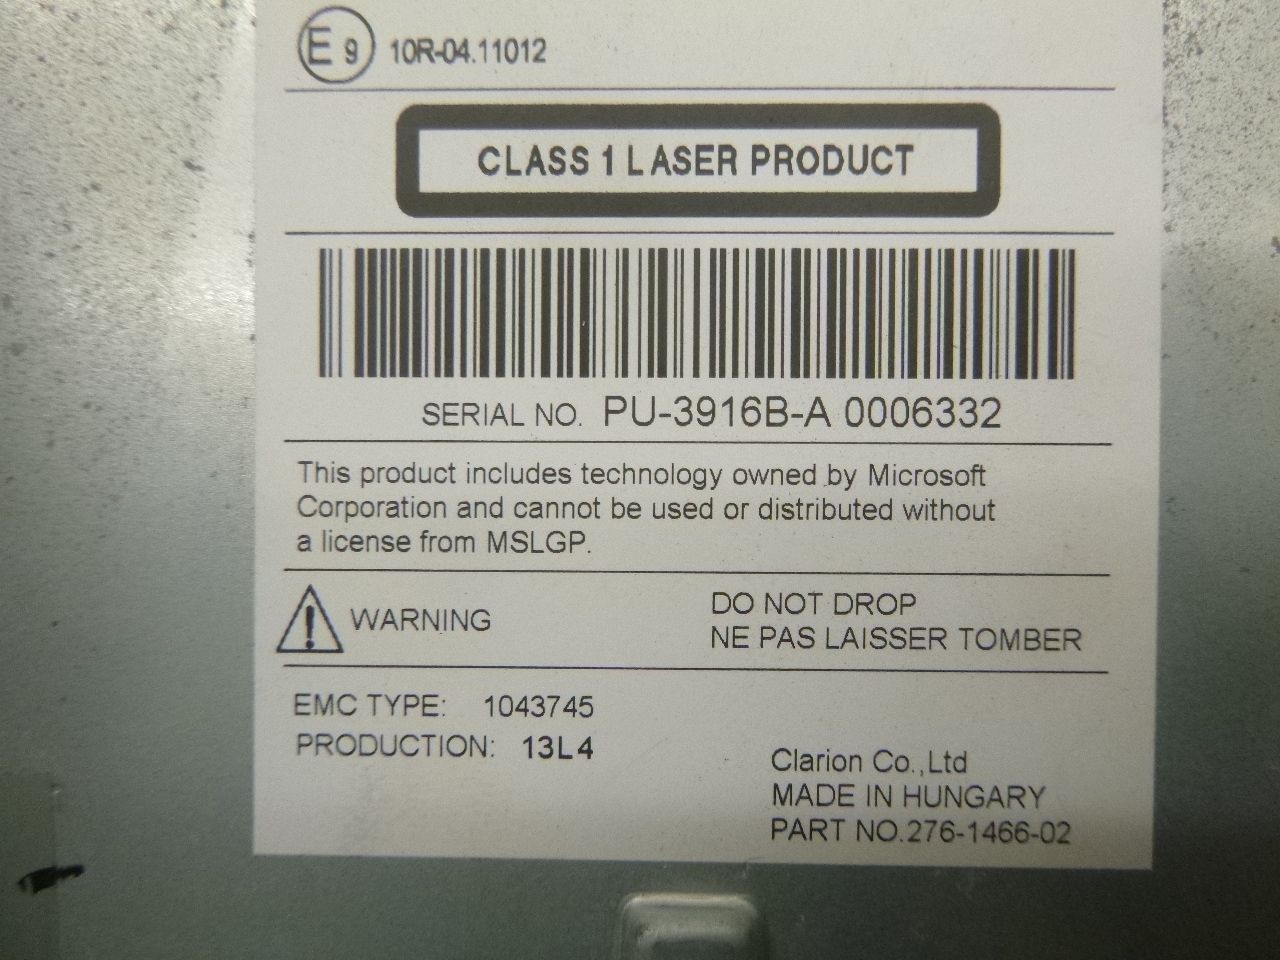 E 9 10R-04.11012
CLASS 1 LASER PRODUCT
SERIAL NO. PU-3916B-A 0006332
This product includes technology owned by Microsoft
Corporation and cannot be used or distributed without
a license from MSLGP.
WARNING
DO NOT DROP
NE PAS LAISSER TOMBER
EMC TYPE: 1043745
PRODUCTION: 13L4
Clarion Co.,Ltd
MADE IN HUNGARY
PART NO.276-1466-02